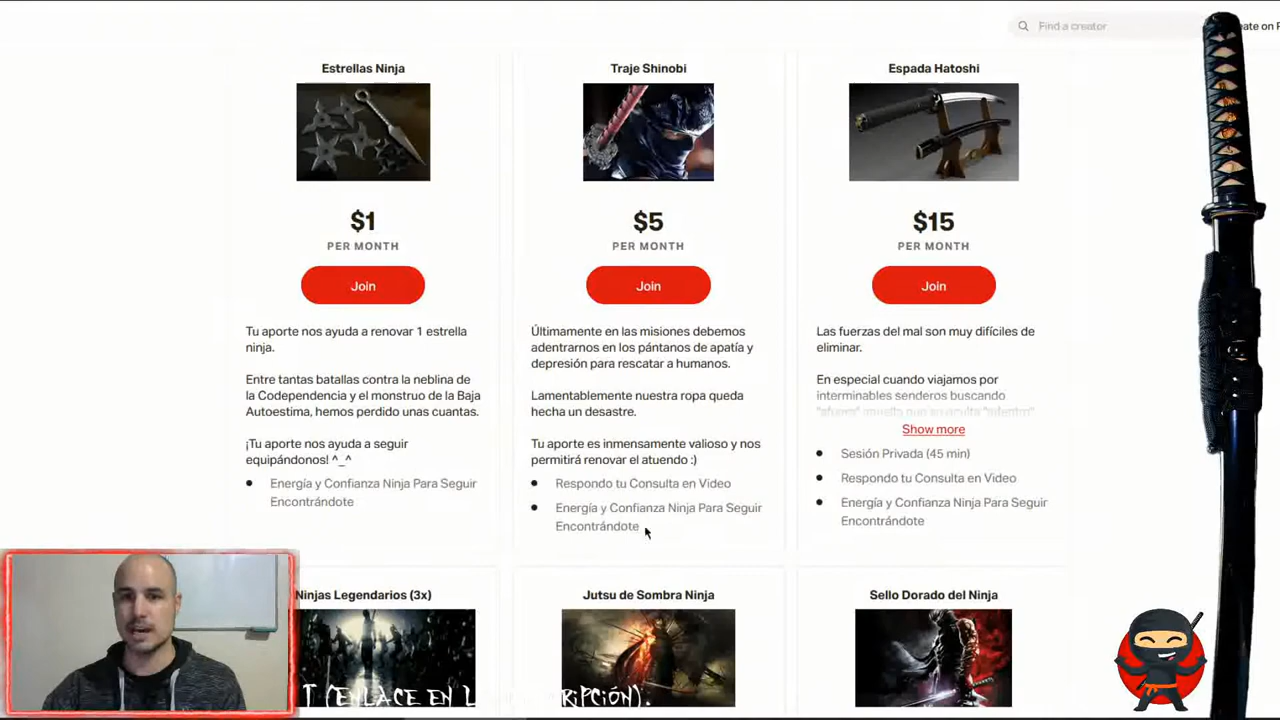 Find a creator
eate on P
Estrellas Ninja
$1
PER MONTH
Join
Tu aporte nos ayuda a renovar 1 estrella
ninja.
Entre tantas batallas contra la neblina de
la Codependencia y el monstruo de la Baja
Autoestima, hemos perdido unas cuantas.
¡Tu aporte nos ayuda a seguir
equipándonos! ^_^
Energía y Confianza Ninja Para Seguir
Encontrándote
Traje Shinobi
$5
PER MONTH
Join
Últimamente en las misiones debemos
adentrarnos en los pántanos de apatía y
depresión para rescatar a humanos.
Lamentablemente nuestra ropa queda
hecha un desastre.
Tu aporte es inmensamente valioso y nos
permitirá renovar el atuendo :)
Respondo tu Consulta en Video
Energía y Confianza Ninja Para Seguir
Encontrándote
Espada Hatoshi
$15
PER MONTH
Join
Las fuerzas del mal son muy difíciles de
eliminar.
En especial cuando viajamos por
interminables senderos buscando
Show more
Sesión Privada (45 min)
Respondo tu Consulta en Video
Energía y Confianza Ninja Para Seguir
Encontrándote
Ninjas Legendarios (3x)
Jutsu de Sombra Ninja
Sello Dorado del Ninja
T (ENLACE EN L RIPCIÓN).